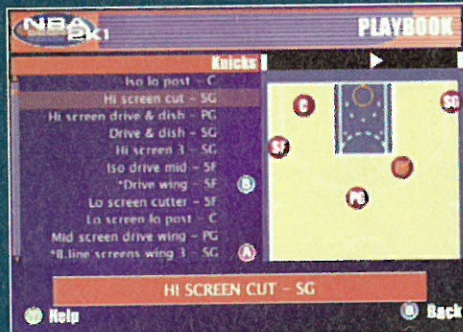 NBA 2K1
PLAYBOOK
Knicks
Iso lo post - C
Hi screen cut - SG
Hi screen drive & dish - PG
Drive & dish - SG
Hi screen 3 - SG
Iso drive mid - SF
*Drive wing - SF
B
Lo screen cutter - SF
Lo screen lo post - C
Mid screen drive wing - PG
*B.line screens wing 3 - SG
A
C
SG
SF
PG
HI SCREEN CUT - SG
Help
B Back